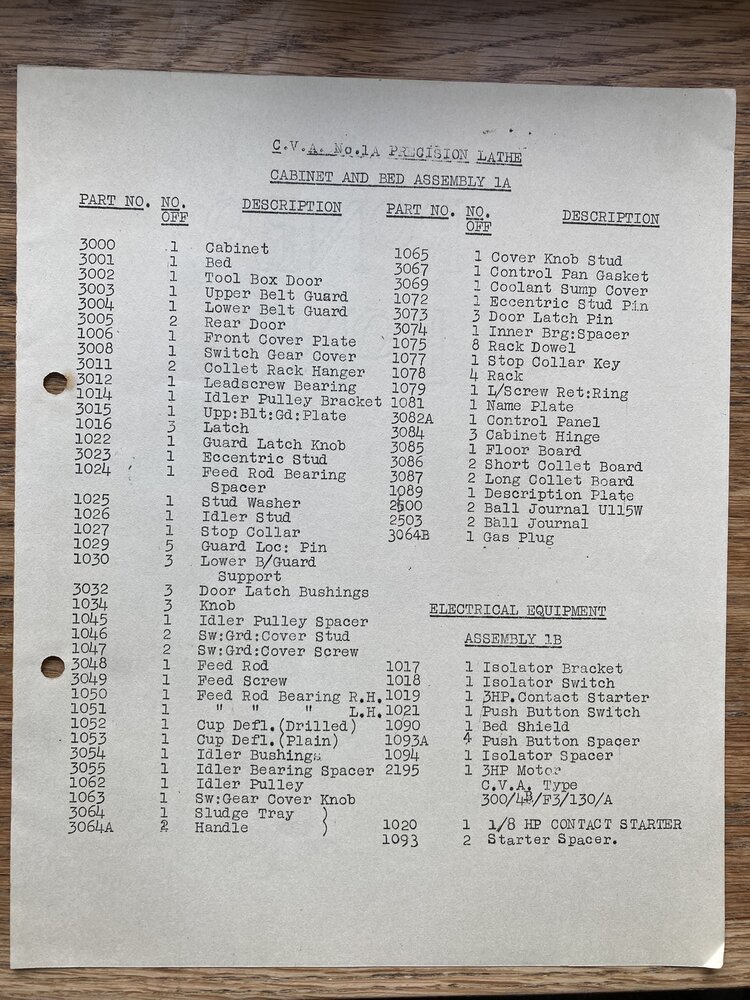 C.V.A. No.1A PRECISION LATHE
CABINET AND BED ASSEMBLY 1A
PART NO. NO. OFF DESCRIPTION
3000 1 Cabinet
3001 1 Bed
3002 1 Tool Box Door
3003 1 Upper Belt Guard
3004 1 Lower Belt Guard
3005 2 Rear Door
1006 1 Front Cover Plate
3008 1 Switch Gear Cover
3011 2 Collet Rack Hanger
3012 1 Leadscrew Bearing
1014 1 Idler Pulley Bracket
3015 1 Upp:Blt:Gd:Plate
1016 3 Latch
1022 1 Guard Latch Knob
3023 1 Eccentric Stud
1024 1 Feed Rod Bearing
Spacer
1025 1 Stud Washer
1026 1 Idler Stud
1027 1 Stop Collar
1029 5 Guard Loc: Pin
1030 3 Lower B/Guard
Support
3032 3 Door Latch Bushings
1034 3 Knob
1045 1 Idler Pulley Spacer
1046 2 Sw:Grd:Cover Stud
1047 2 Sw:Grd:Cover Screw
3048 1 Feed Rod
3049 1 Feed Screw
1050 1 Feed Rod Bearing R.H.
1051 1 " " " L.H.
1052 1 Cup Defl.(Drilled)
1053 1 Cup Defl.(Plain)
3054 1 Idler Bushings
3055 1 Idler Bearing Spacer
1062 1 Idler Pulley
1063 1 Sw:Gear Cover Knob
3064 1 Sludge Tray )
3064A 2 Handle )
PART NO. NO. OFF DESCRIPTION
1065 1 Cover Knob Stud
3067 1 Control Pan Gasket
3069 1 Coolant Sump Cover
1072 1 Eccentric Stud Pin
3073 3 Door Latch Pin
3074 1 Inner Brg:Spacer
1075 8 Rack Dowel
1077 1 Stop Collar Key
1078 4 Rack
1079 1 L/Screw Ret:Ring
1081 1 Name Plate
3082A 1 Control Panel
3084 3 Cabinet Hinge
3085 1 Floor Board
3086 2 Short Collet Board
3087 2 Long Collet Board
1089 1 Description Plate
2500 2 Ball Journal U115W
2503 2 Ball Journal
3064B 1 Gas Plug
ELECTRICAL EQUIPMENT
ASSEMBLY 1B
1017 1 Isolator Bracket
1018 1 Isolator Switch
1019 1 3HP.Contact Starter
1021 1 Push Button Switch
1090 1 Bed Shield
1093A 4 Push Button Spacer
1094 1 Isolator Spacer
2195 1 3HP Motor
C.V.A. Type
300/4B/F3/130/A
1020 1 1/8 HP CONTACT STARTER
1093 2 Starter Spacer.